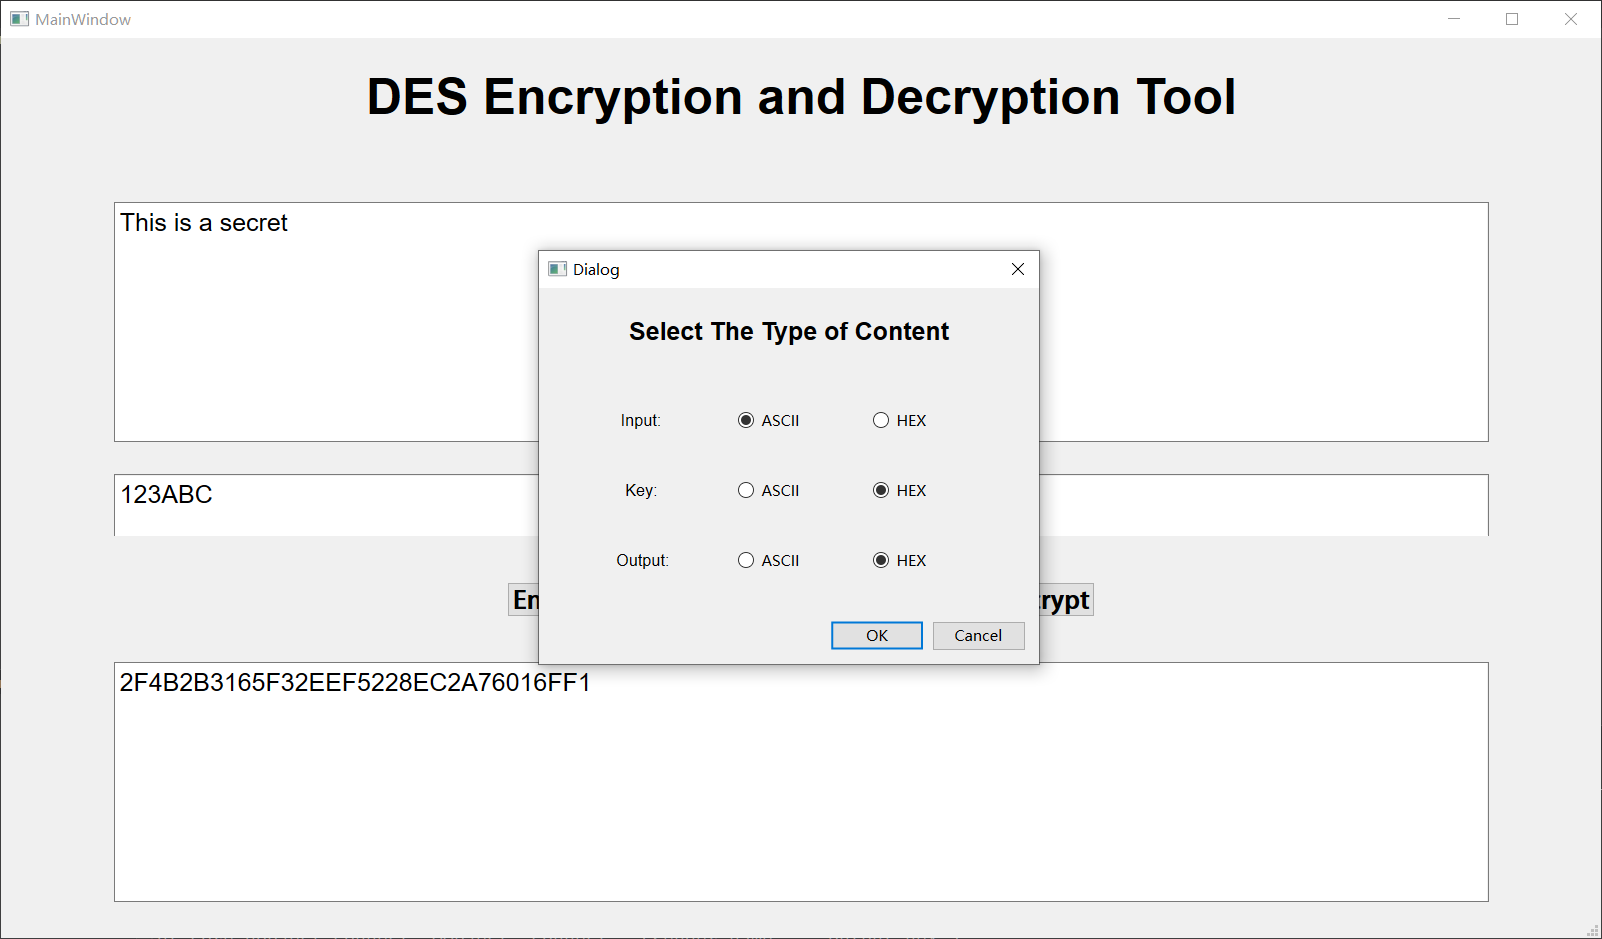 MainWindow
DES Encryption and Decryption Tool
This is a secret
Dialog
Select The Type of Content
Input: ASCII HEX
123ABC
Key: ASCII HEX
Output: ASCII HEX
En
crypt
OK Cancel
2F4B2B3165F32EEF5228EC2A76016FF1